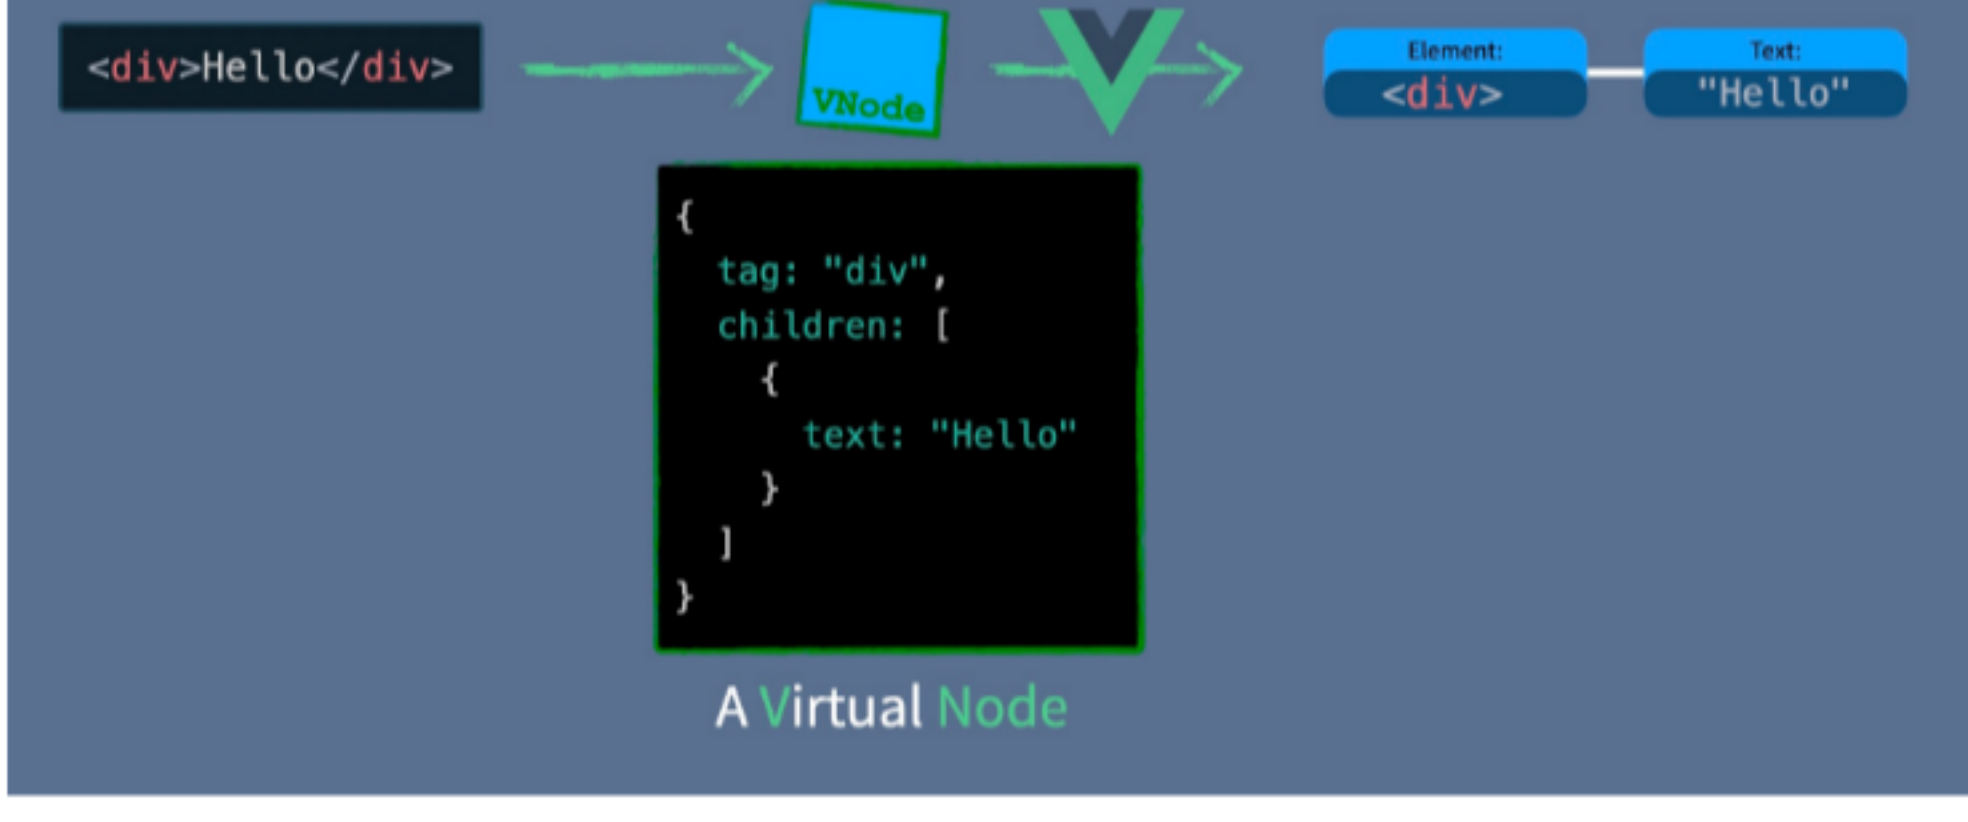 <div>Hello</div>
VNode
Element:
<div>
Text:
"Hello"
{
tag: "div",
children: [
{
text: "Hello"
}
]
}
A Virtual Node